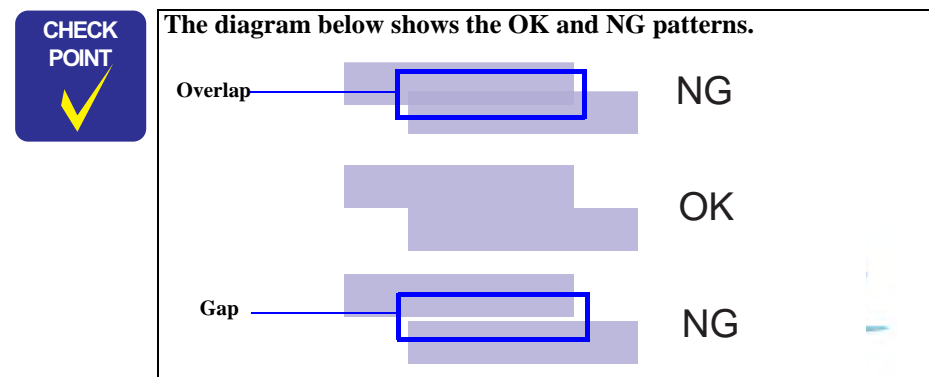 CHECK
POINT
The diagram below shows the OK and NG patterns.
Overlap
NG
OK
Gap
NG